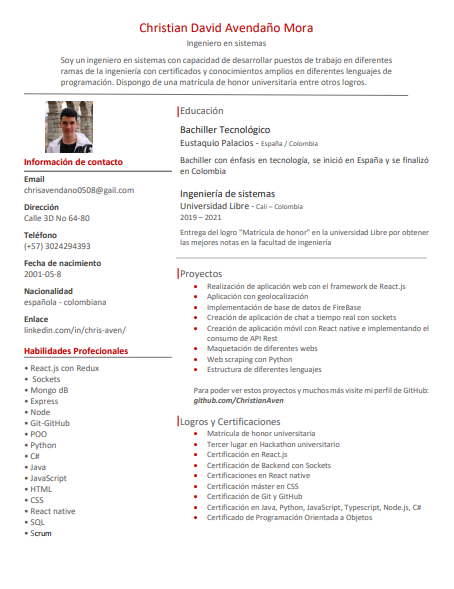 Christian David Avendaño Mora
Ingeniero en sistemas
Soy un ingeniero en sistemas con capacidad de desarrollar puestos de trabajo en diferentes
ramas de la ingeniería con certificados y conocimientos amplios en diferentes lenguajes de
programación. Dispongo de una matrícula de honor universitaria entre otros logros.
Información de contacto
Email
chrisavendano0508@gail.com
Dirección
Calle 3D No 64-80
Teléfono
(+57) 3024294393
Fecha de nacimiento
2001-05-8
Nacionalidad
española - colombiana
Enlace
linkedin.com/in/chris-aven/
Habilidades Profecionales
• React.js con Redux
• Sockets
• Mongo dB
• Express
• Node
• Git-GitHub
• POO
• Python
• C#
• Java
• JavaScript
• HTML
• CSS
• React native
• SQL
• Scrum
Educación
Bachiller Tecnológico
Eustaquio Palacios - España / Colombia
Bachiller con énfasis en tecnología, se inició en España y se finalizó
en Colombia
Ingeniería de sistemas
Universidad Libre - Cali – Colombia
2019 – 2021
Entrega del logro "Matrícula de honor" en la universidad Libre por obtener
las mejores notas en la facultad de ingeniería
Proyectos
• Realización de aplicación web con el framework de React.js
• Aplicación con geolocalización
• Implementación de base de datos de FireBase
• Creación de aplicación de chat a tiempo real con sockets
• Creación de aplicación móvil con React native e implementando el
consumo de API Rest
• Maquetación de diferentes webs
• Web scraping con Python
• Estructura de diferentes lenguajes
Para poder ver estos proyectos y muchos más visite mi perfil de GitHub:
github.com/ChristianAven
Logros y Certificaciones
• Matrícula de honor universitaria
• Tercer lugar en Hackathon universitario
• Certificación en React.js
• Certificación de Backend con Sockets
• Certificaciones en React native
• Certificación máster en CSS
• Certificación de Git y GitHub
• Certificación en Java, Python, JavaScript, Typescript, Node.js, C#
• Certificado de Programación Orientada a Objetos